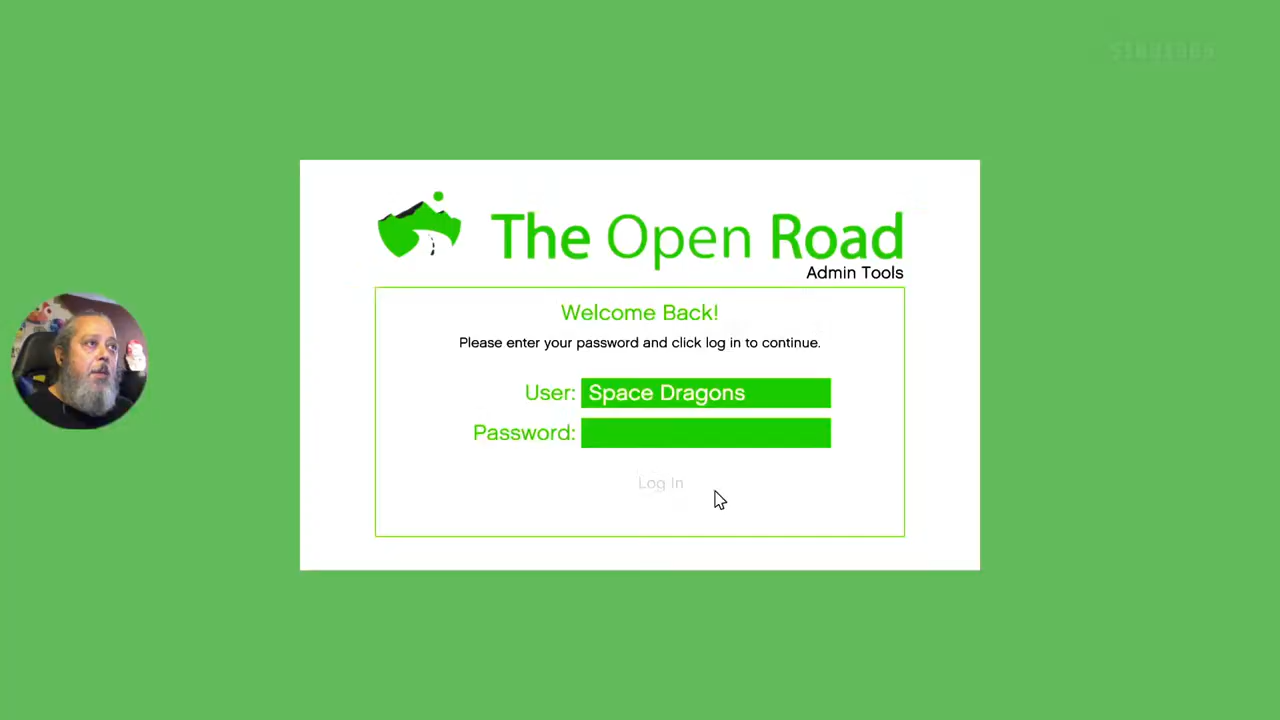 The Open Road
Admin Tools
Welcome Back!
Please enter your password and click log in to continue.
User: Space Dragons
Password:
Log In